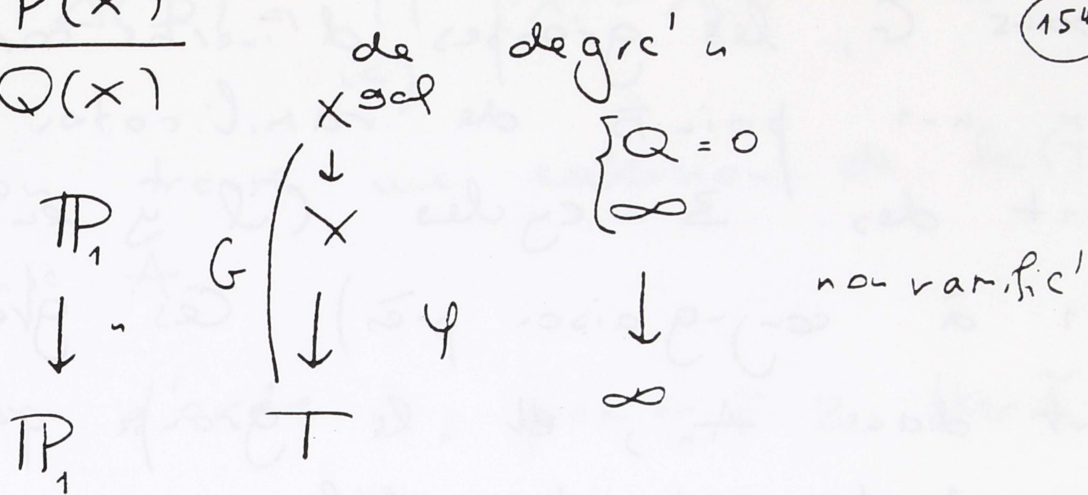 P(X)
Q(X)
de degré n
154
X gal
↓
X
{Q = 0
∞
P₁
↓ n
P₁
G
↓ φ
T
↓
∞
non ramifié